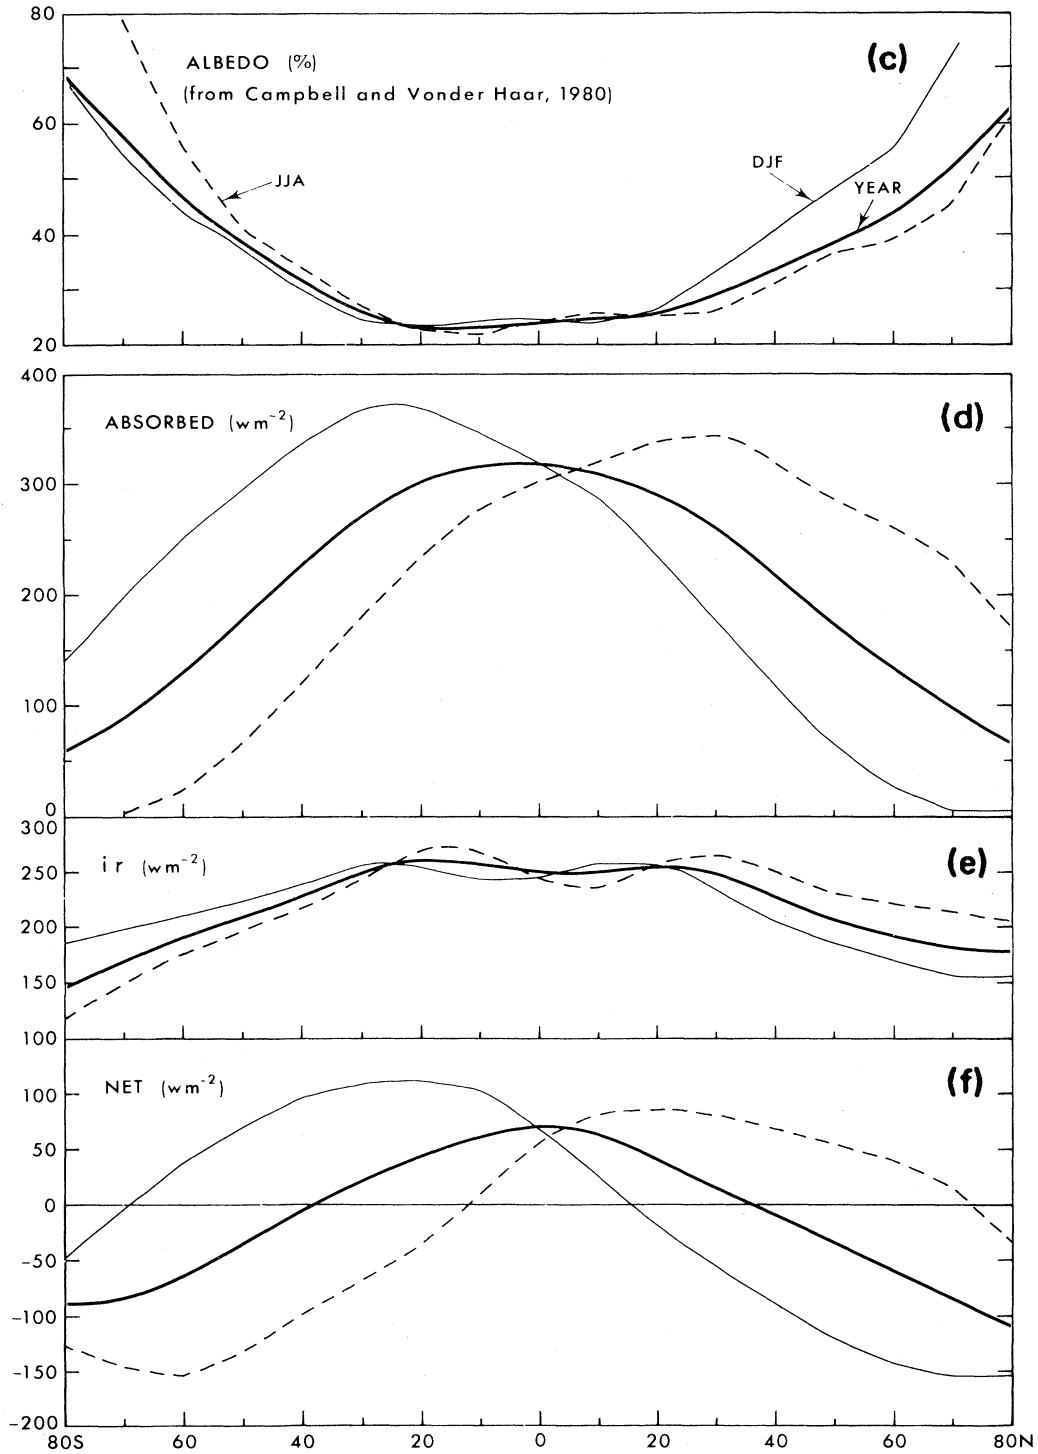 80
60
40
20
ALBEDO (%)
(from Campbell and Vonder Haar, 1980)
(c)
JJA
DJF
YEAR
400
300
200
100
0
ABSORBED (wm⁻²)
(d)
300
250
200
150
100
ir (wm⁻²)
(e)
100
50
0
-50
-100
-150
-200
NET (wm⁻²)
(f)
80S 60 40 20 0 20 40 60 80N